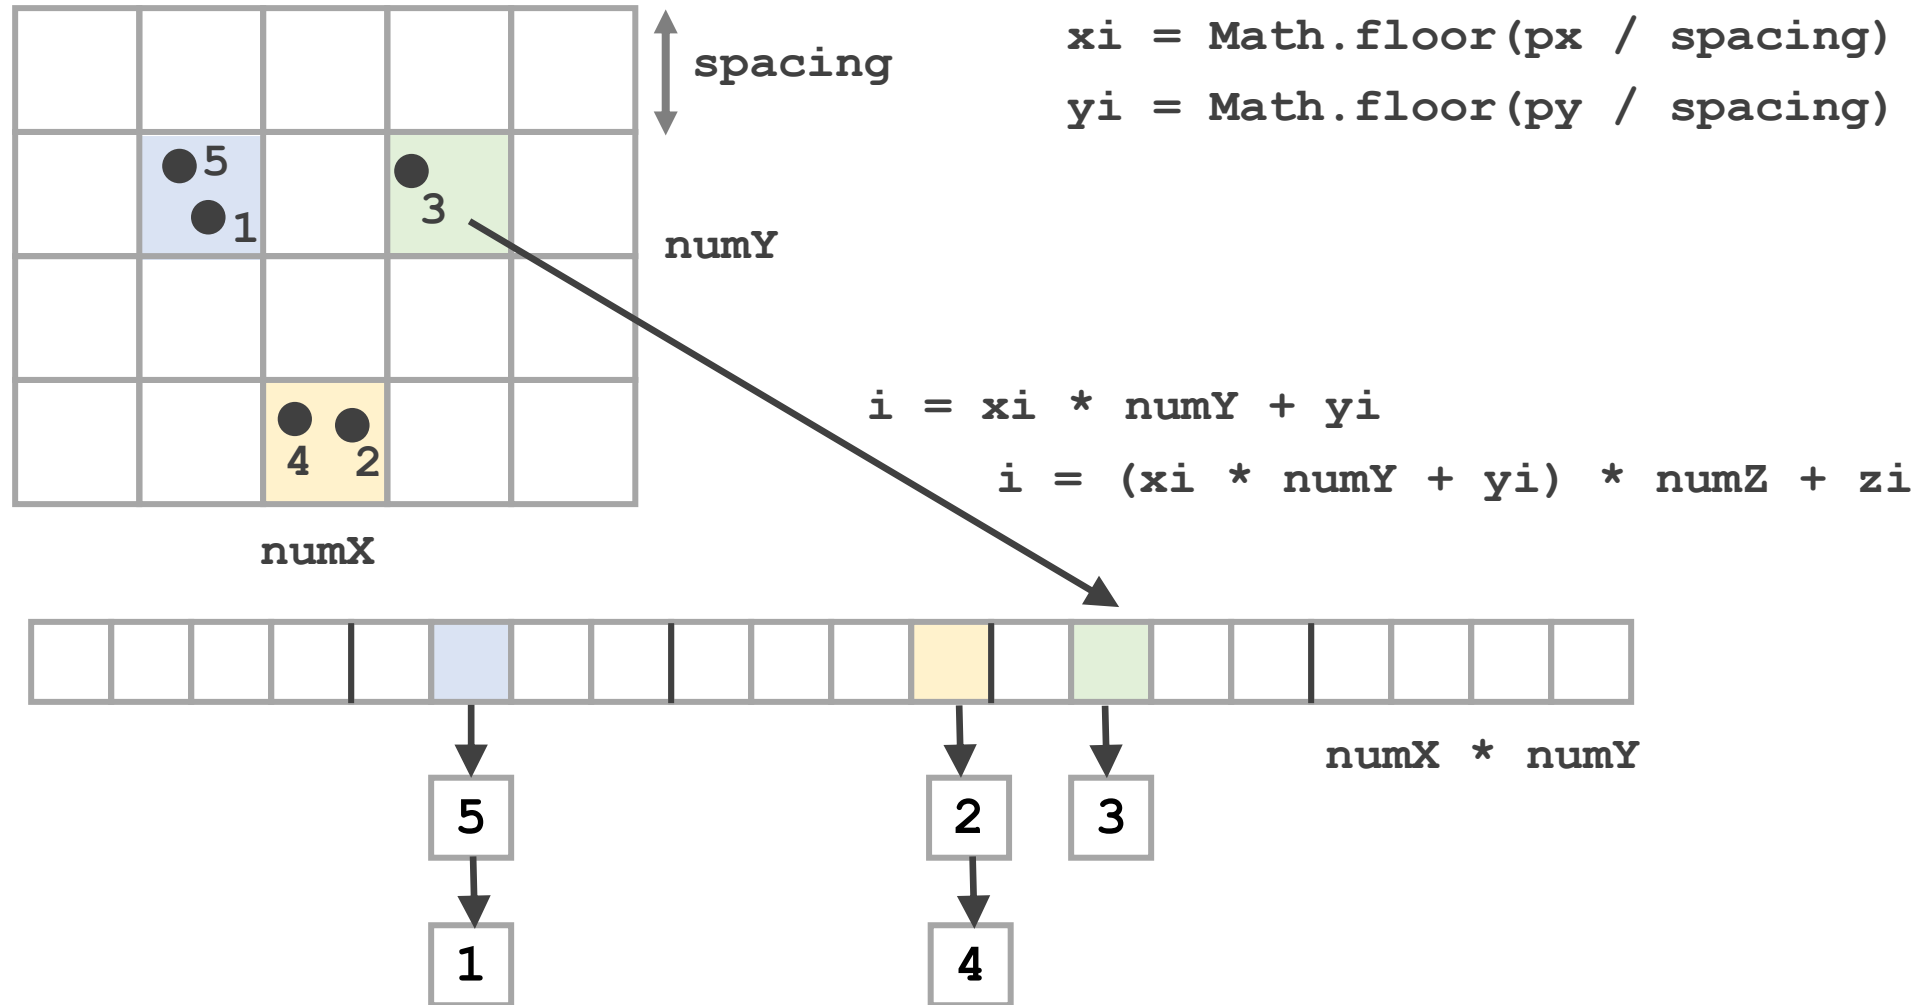 xi = Math.floor(px / spacing)
spacing
yi = Math.floor(py / spacing)
5
1
3
numY
4 2
i = xi * numY + yi
i = (xi * numY + yi) * numZ + zi
numX
numX * numY
5 2 3
1 4